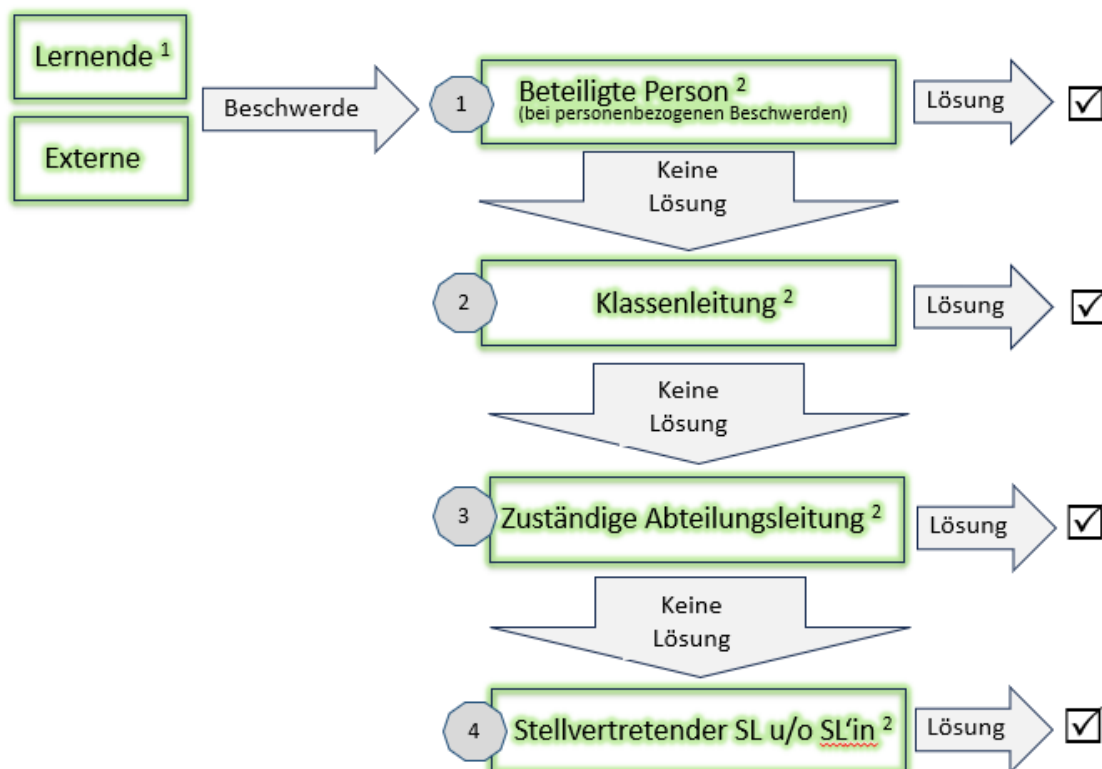 Lernende ¹
Externe
Beschwerde
1
Beteiligte Person ²
(bei personenbezogenen Beschwerden)
Lösung
Keine
Lösung
2
Klassenleitung ²
Lösung
Keine
Lösung
3
Zuständige Abteilungsleitung ²
Lösung
Keine
Lösung
4
Stellvertretender SL u/o SL‘in ²
Lösung